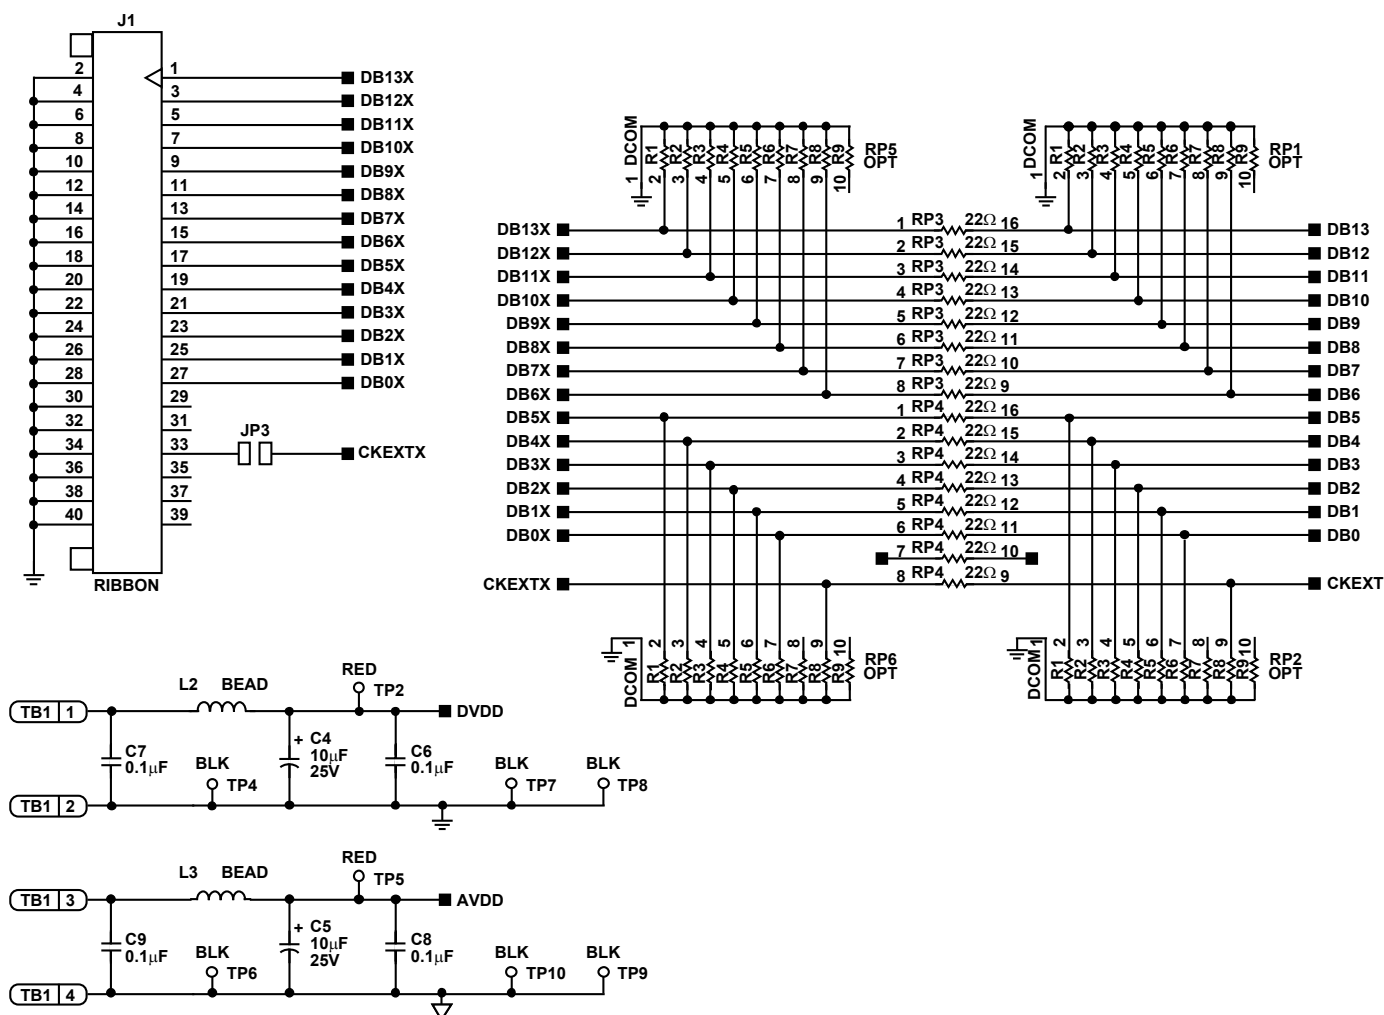 J1
2 1 DB13X
4 3 DB12X
6 5 DB11X
8 7 DB10X
10 9 DB9X
12 11 DB8X
14 13 DB7X
16 15 DB6X
18 17 DB5X
20 19 DB4X
22 21 DB3X
24 23 DB2X
26 25 DB1X
28 27 DB0X
30 29
32 31
JP3
34 33 CKEXTX
36 35
38 37
40 39
RIBBON
DCOM R1 R2 R3 R4 R5 R6 R7 R8 R9 RP5
OPT
1 2 3 4 5 6 7 8 9 10
DCOM R1 R2 R3 R4 R5 R6 R7 R8 R9 RP1
OPT
1 2 3 4 5 6 7 8 9 10
DB13X 1 RP3 22Ω 16 DB13
DB12X 2 RP3 22Ω 15 DB12
DB11X 3 RP3 22Ω 14 DB11
DB10X 4 RP3 22Ω 13 DB10
DB9X 5 RP3 22Ω 12 DB9
DB8X 6 RP3 22Ω 11 DB8
DB7X 7 RP3 22Ω 10 DB7
DB6X 8 RP3 22Ω 9 DB6
DB5X 1 RP4 22Ω 16 DB5
DB4X 2 RP4 22Ω 15 DB4
DB3X 3 RP4 22Ω 14 DB3
DB2X 4 RP4 22Ω 13 DB2
DB1X 5 RP4 22Ω 12 DB1
DB0X 6 RP4 22Ω 11 DB0
7 RP4 22Ω 10
CKEXTX 8 RP4 22Ω 9 CKEXT
1 2 3 4 5 6 7 8 9 10
DCOM R1 R2 R3 R4 R5 R6 R7 R8 R9 RP6
OPT
1 2 3 4 5 6 7 8 9 10
DCOM R1 R2 R3 R4 R5 R6 R7 R8 R9 RP2
OPT
L2 BEAD
RED
TP2
TB1 1
DVDD
C7
0.1μF
BLK
TP4
+ C4
10μF
25V
C6
0.1μF
BLK
TP7
BLK
TP8
TB1 2
L3 BEAD
RED
TP5
TB1 3
AVDD
C9
0.1μF
BLK
TP6
+ C5
10μF
25V
C8
0.1μF
BLK
TP10
BLK
TP9
TB1 4